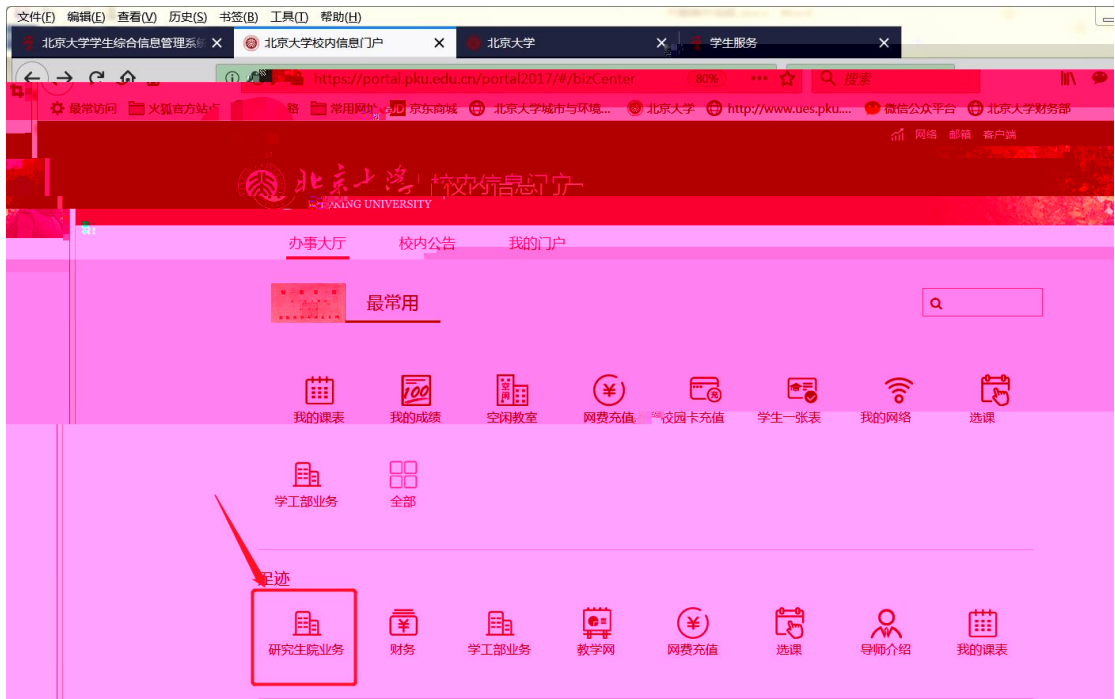 文件(F) 编辑(E) 查看(V) 历史(S) 书签(B) 工具(T) 帮助(H)
北京大学学生综合信息管理系统 北京大学校内信息门户 北京大学 学生服务
https://portal.pku.edu.cn/portal2017/#/bizCenter 80% 搜索
最常访问 火狐官方站点 常用网址 JD 京东商城 北京大学城市与环境... 北京大学 http://www.ues.pku.... 微信公众平台 北京大学财务部
网络 邮箱 客户端
北京大学 校内信息门户
PEKING UNIVERSITY
办事大厅 校内公告 我的门户
最常用
我的课表 我的成绩 空闲教室 网费充值 校园卡充值 学生一张表 我的网络 选课
学工部业务 全部
足迹
研究生院业务 财务 学工部业务 教学网 网费充值 选课 导师介绍 我的课表